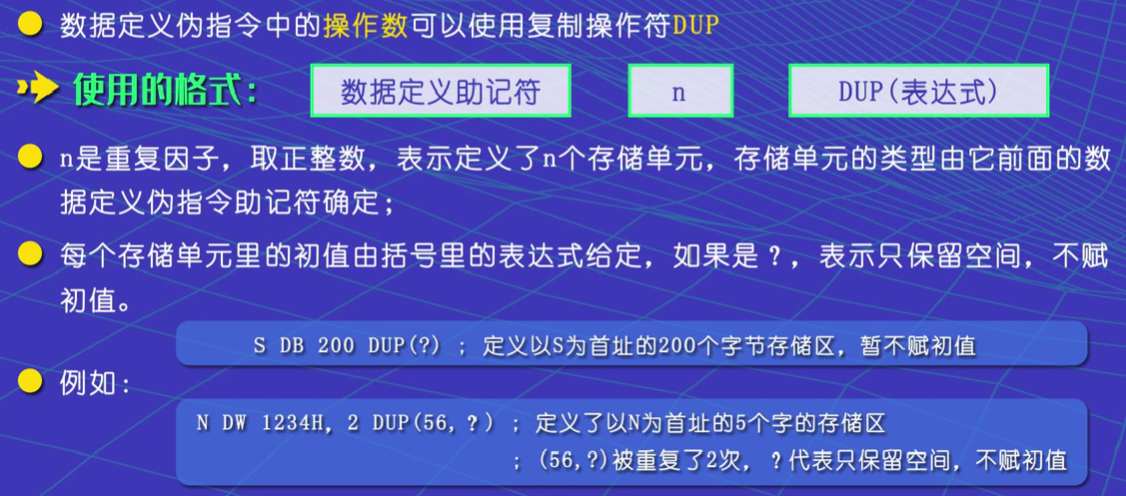 数据定义伪指令中的操作数可以使用复制操作符DUP
使用的格式： 数据定义助记符 n DUP(表达式)
n是重复因子，取正整数，表示定义了n个存储单元，存储单元的类型由它前面的数
据定义伪指令助记符确定；
每个存储单元里的初值由括号里的表达式给定，如果是？，表示只保留空间，不赋
初值。
S DB 200 DUP(?) ；定义以S为首址的200个字节存储区，暂不赋初值
例如：
N DW 1234H，2 DUP(56，？) ；定义了以N为首址的5个字的存储区
；(56,?)被重复了2次，？代表只保留空间，不赋初值